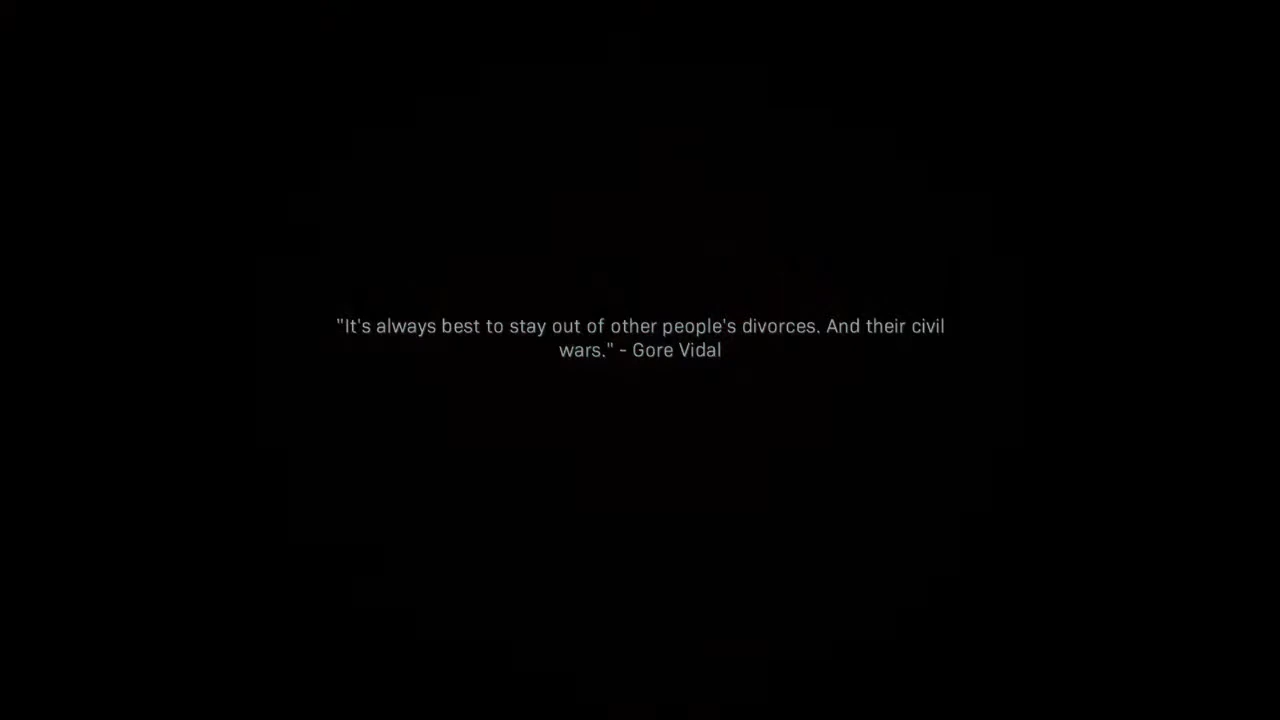 "It's always best to stay out of other people's divorces. And their civil
wars." - Gore Vidal